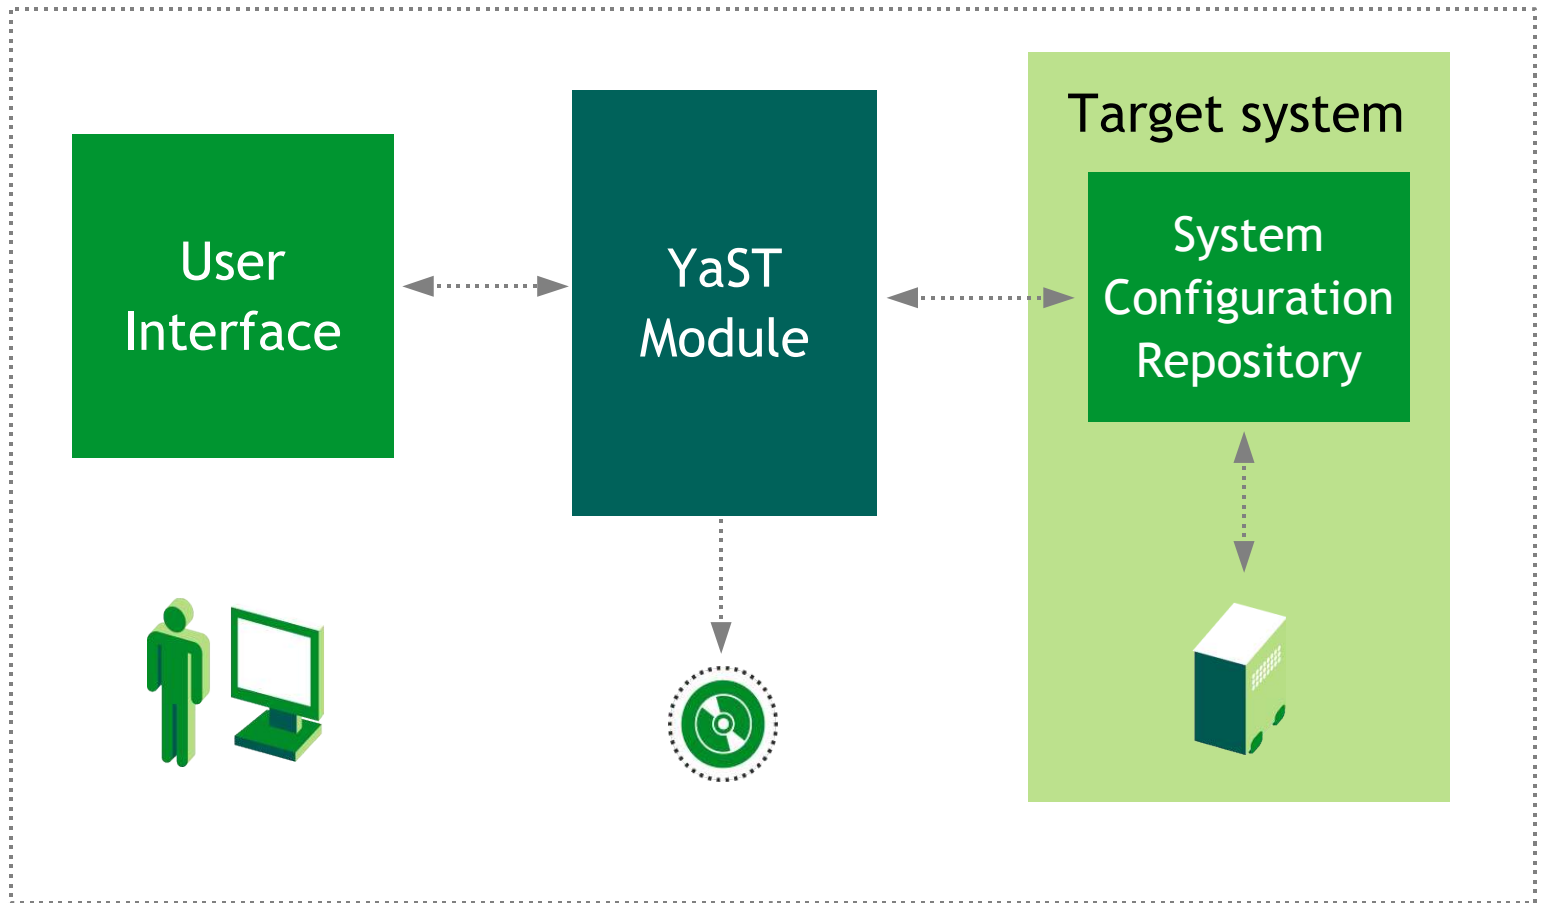 User
Interface
YaST
Module
Target system
System
Configuration
Repository